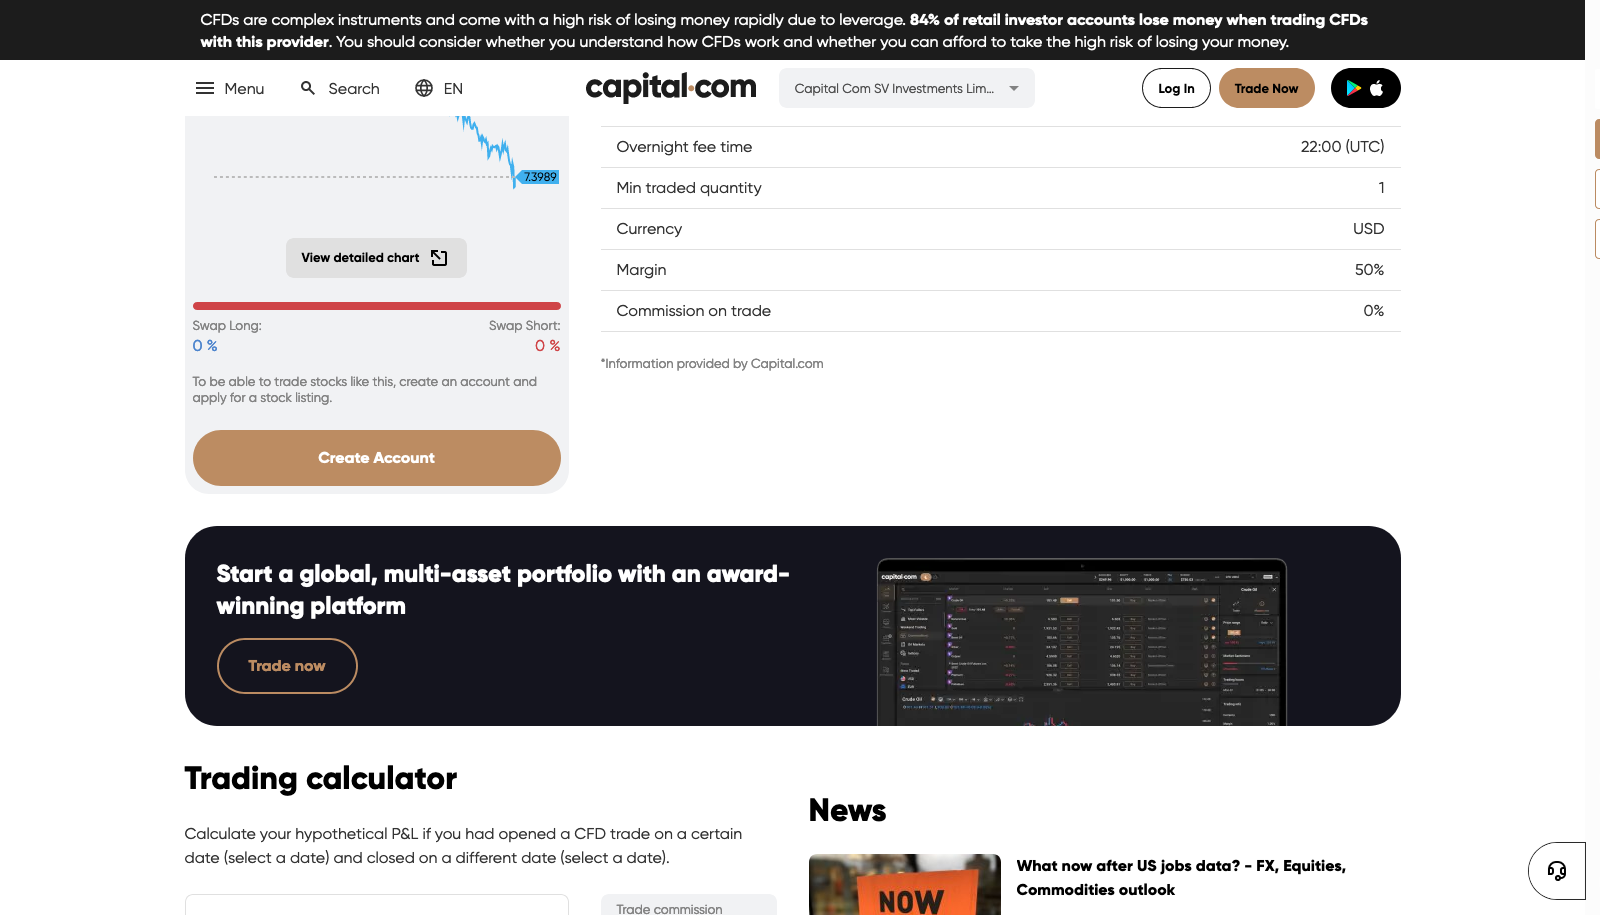 CFDs are complex instruments and come with a high risk of losing money rapidly due to leverage. 84% of retail investor accounts lose money when trading CFDs
with this provider. You should consider whether you understand how CFDs work and whether you can afford to take the high risk of losing your money.
Menu
Search
EN
capital.com
Capital Com SV Investments Lim...
Log In
Trade Now
7.3989
View detailed chart
Swap Long:
Swap Short:
0 %
0 %
To be able to trade stocks like this, create an account and
apply for a stock listing.
Create Account
Overnight fee time
22:00 (UTC)
Min traded quantity
1
Currency
USD
Margin
50%
Commission on trade
0%
*Information provided by Capital.com
Start a global, multi-asset portfolio with an award-
winning platform
Trade now
capital.com
Crude Oil
Crude Oil
Trading calculator
Calculate your hypothetical P&L if you had opened a CFD trade on a certain
date (select a date) and closed on a different date (select a date).
Trade commission
News
NOW
What now after US jobs data? - FX, Equities,
Commodities outlook